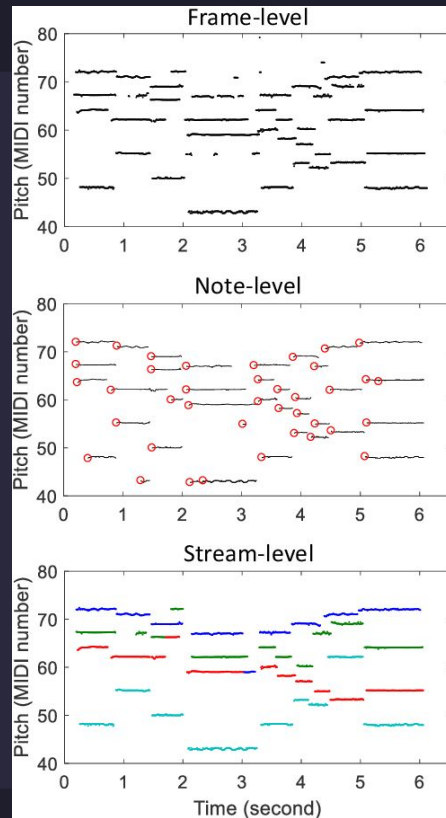 Frame-level
Pitch (MIDI number)
80
70
60
50
40
0 1 2 3 4 5 6
Note-level
Pitch (MIDI number)
80
70
60
50
40
0 1 2 3 4 5 6
Stream-level
Pitch (MIDI number)
80
70
60
50
40
0 1 2 3 4 5 6
Time (second)